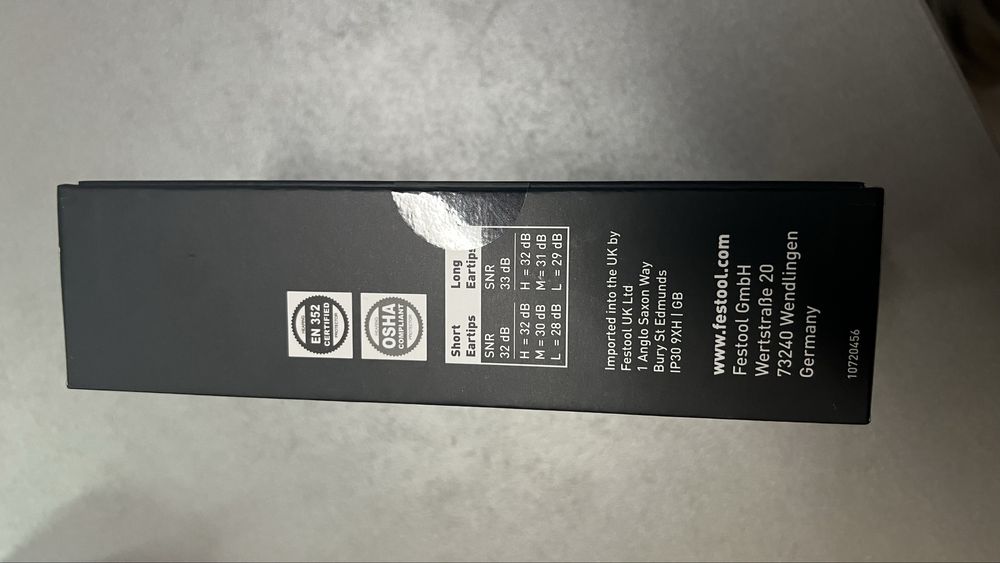 EN 352
CERTIFIED
OSHA
COMPLIANT
Short Eartips
SNR
32 dB
H = 32 dB
M = 30 dB
L = 28 dB
Long Eartips
SNR
33 dB
H = 32 dB
M = 31 dB
L = 29 dB
Imported into the UK by
Festool UK Ltd
1 Anglo Saxon Way
Bury St Edmunds
IP30 9XH | GB
www.festool.com
Festool GmbH
Wertstraße 20
73240 Wendlingen
Germany
10720456